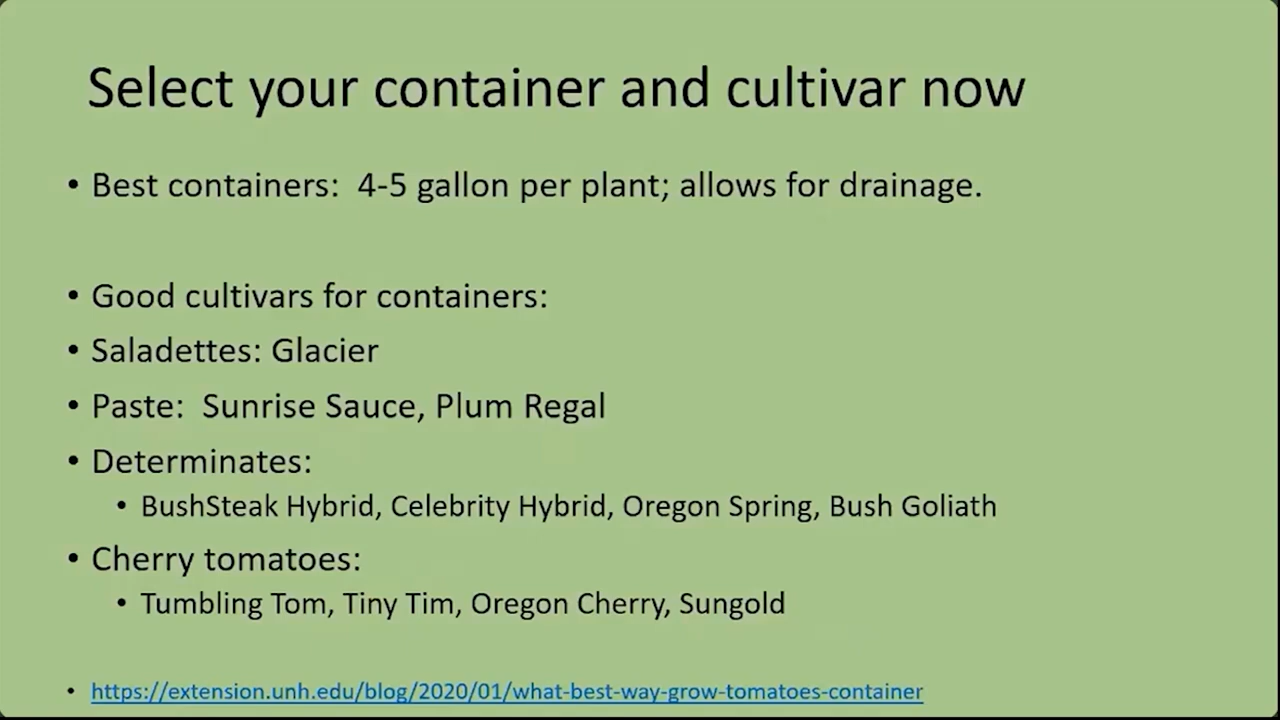 Select your container and cultivar now
• Best containers:  4-5 gallon per plant; allows for drainage.
• Good cultivars for containers:
• Saladettes: Glacier
• Paste:  Sunrise Sauce, Plum Regal
• Determinates:
• BushSteak Hybrid, Celebrity Hybrid, Oregon Spring, Bush Goliath
• Cherry tomatoes:
• Tumbling Tom, Tiny Tim, Oregon Cherry, Sungold
• https://extension.unh.edu/blog/2020/01/what-best-way-grow-tomatoes-container